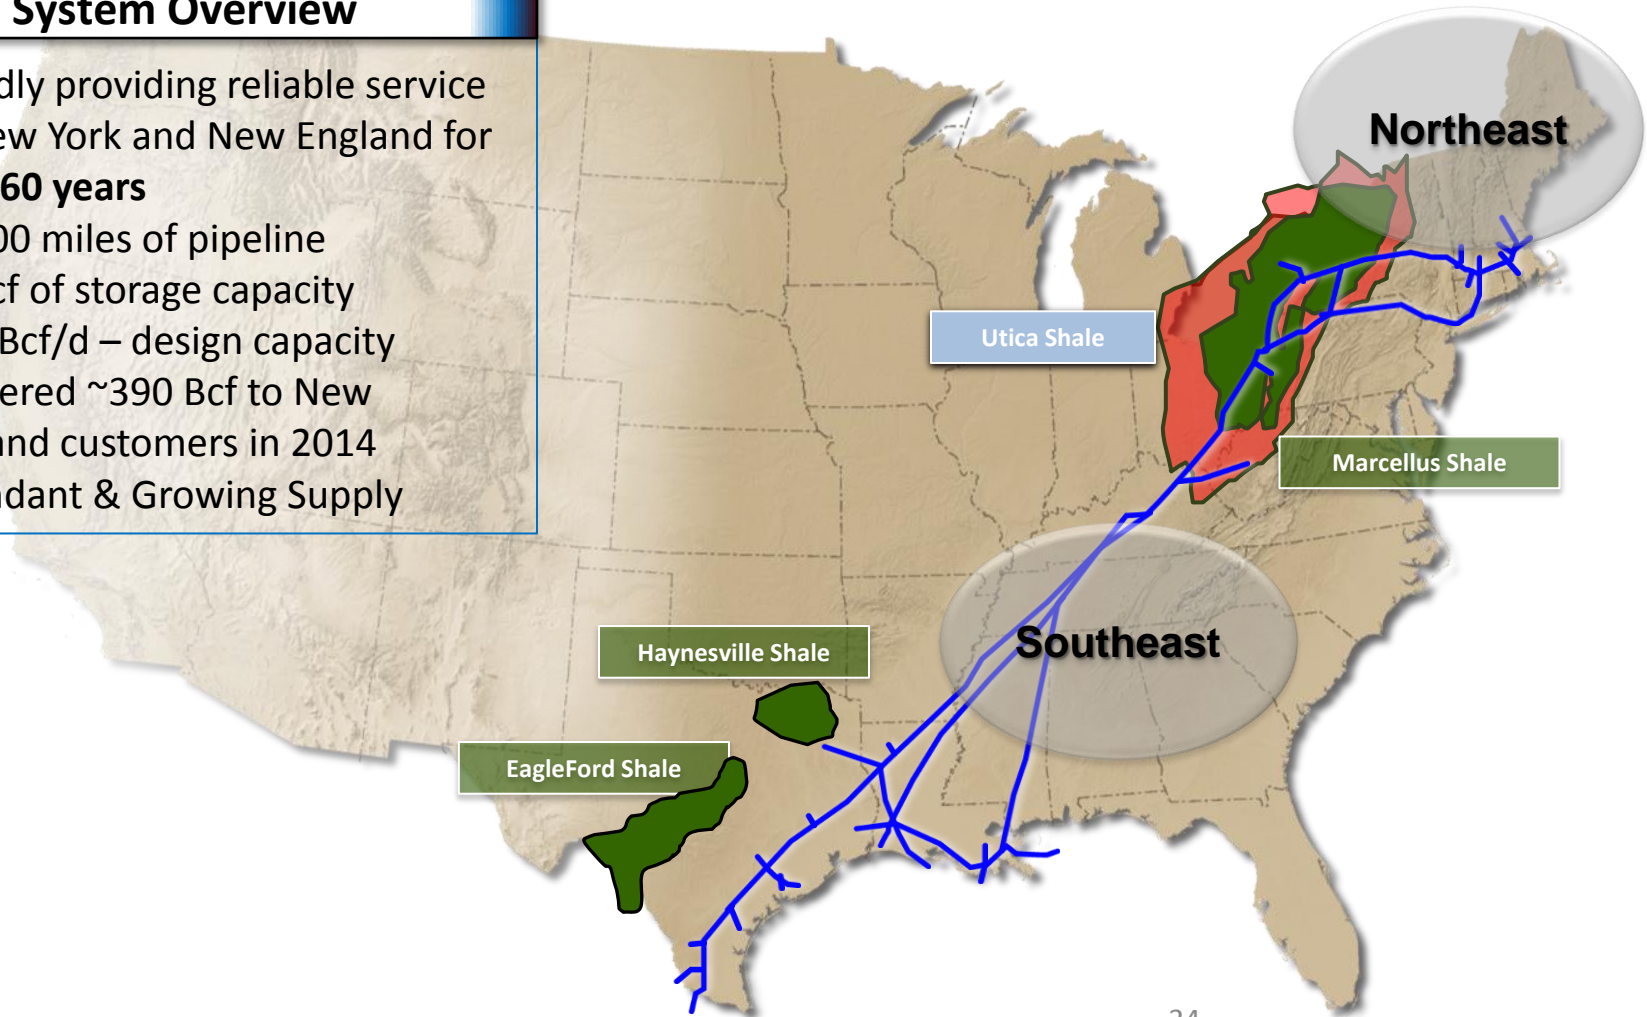 System Overview
dly providing reliable service
ew York and New England for
60 years
00 miles of pipeline
cf of storage capacity
Bcf/d – design capacity
ered ~390 Bcf to New
and customers in 2014
dant & Growing Supply
Northeast
Utica Shale
Marcellus Shale
Southeast
Haynesville Shale
EagleFord Shale